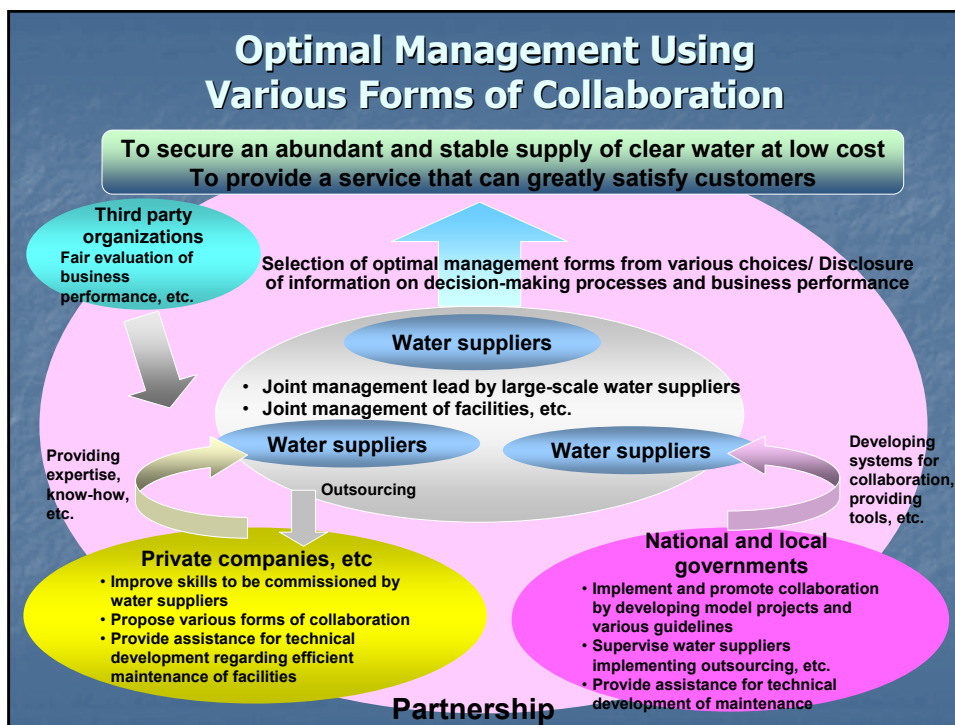 Optimal Management Using
Various Forms of Collaboration
To secure an abundant and stable supply of clear water at low cost
To provide a service that can greatly satisfy customers
Third party
organizations
Fair evaluation of
business
performance, etc.
Selection of optimal management forms from various choices/ Disclosure
of information on decision-making processes and business performance
Water suppliers
• Joint management lead by large-scale water suppliers
• Joint management of facilities, etc.
Water suppliers
Water suppliers
Providing
expertise,
know-how,
etc.
Outsourcing
Developing
systems for
collaboration,
providing
tools, etc.
Private companies, etc
• Improve skills to be commissioned by
water suppliers
• Propose various forms of collaboration
• Provide assistance for technical
development regarding efficient
maintenance of facilities
National and local
governments
• Implement and promote collaboration
by developing model projects and
various guidelines
• Supervise water suppliers
implementing outsourcing, etc.
• Provide assistance for technical
development of maintenance
Partnership